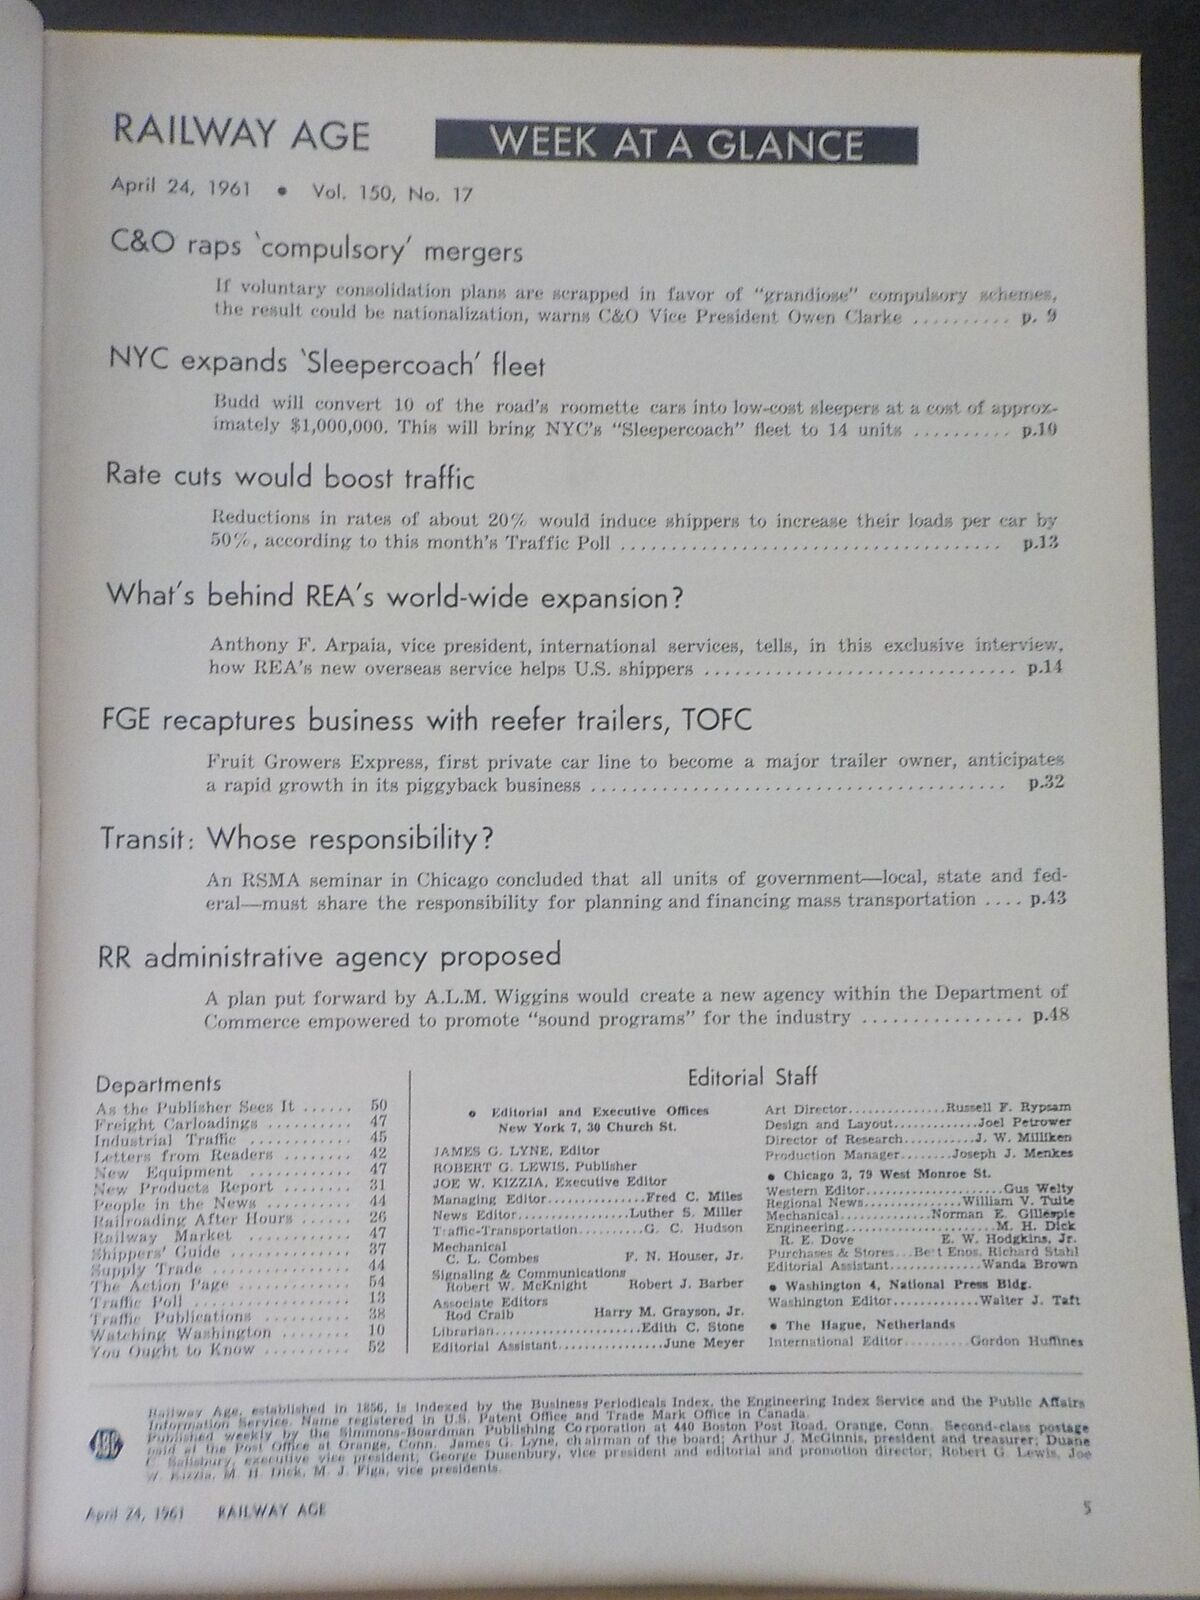 RAILWAY AGE
WEEK AT A GLANCE
April 24, 1961 • Vol. 150, No. 17
C&O raps 'compulsory' mergers
If voluntary consolidation plans are scrapped in favor of "grandiose" compulsory schemes,
the result could be nationalization, warns C&O Vice President Owen Clarke .......... p. 9
NYC expands 'Sleepercoach' fleet
Budd will convert 10 of the road's roomette cars into low-cost sleepers at a cost of approx-
imately $1,000,000. This will bring NYC's "Sleepercoach" fleet to 14 units .......... p.10
Rate cuts would boost traffic
Reductions in rates of about 20% would induce shippers to increase their loads per car by
50%, according to this month's Traffic Poll ..................................... p.13
What's behind REA's world-wide expansion?
Anthony F. Arpaia, vice president, international services, tells, in this exclusive interview,
how REA's new overseas service helps U.S. shippers ............................... p.14
FGE recaptures business with reefer trailers, TOFC
Fruit Growers Express, first private car line to become a major trailer owner, anticipates
a rapid growth in its piggyback business ........................................ p.32
Transit: Whose responsibility?
An RSMA seminar in Chicago concluded that all units of government—local, state and fed-
eral—must share the responsibility for planning and financing mass transportation .... p.43
RR administrative agency proposed
A plan put forward by A.L.M. Wiggins would create a new agency within the Department of
Commerce empowered to promote "sound programs" for the industry ................ p.48
Departments
As the Publisher Sees It ...... 50
Freight Carloadings .......... 47
Industrial Traffic ............ 45
Letters from Readers ........ 42
New Equipment ............ 47
New Products Report ........ 31
People in the News .......... 44
Railroading After Hours ...... 26
Railway Market ............ 47
Shippers' Guide ............ 37
Supply Trade .............. 44
The Action Page ............ 54
Traffic Poll ................ 13
Traffic Publications .......... 38
Watching Washington ........ 10
You Ought to Know .......... 52
Editorial Staff
• Editorial and Executive Offices
New York 7, 30 Church St.
JAMES G. LYNE, Editor
ROBERT G. LEWIS, Publisher
JOE W. KIZZIA, Executive Editor
Managing Editor..............Fred C. Miles
News Editor................Luther S. Miller
Traffic-Transportation..........G. C. Hudson
Mechanical
C. L. Combes F. N. Houser, Jr.
Signaling & Communications
Robert W. McKnight Robert J. Barber
Associate Editors
Rod Craib Harry M. Grayson, Jr.
Librarian.....................Edith C. Stone
Editorial Assistant...............June Meyer
Art Director..............Russell F. Rypsam
Design and Layout............Joel Petrower
Director of Research..........J. W. Milliken
Production Manager.......Joseph J. Menkes
• Chicago 3, 79 West Monroe St.
Western Editor....................Gus Welty
Regional News.............William V. Tuite
Mechanical............Norman E. Gillespie
Engineering.....................M. H. Dick
R. E. Dove E. W. Hodgkins, Jr.
Purchases & Stores...Bert Enos, Richard Stahl
Editorial Assistant.............Wanda Brown
• Washington 4, National Press Bldg.
Washington Editor............Walter J. Taft
• The Hague, Netherlands
International Editor.........Gordon Huffines
Railway Age, established in 1856, is indexed by the Business Periodicals Index, the Engineering Index Service and the Public Affairs
Information Service. Name registered in U.S. Patent Office and Trade Mark Office in Canada.
Published weekly by the Simmons-Boardman Publishing Corporation at 440 Boston Post Road, Orange, Conn. Second-class postage
paid at the Post Office at Orange, Conn. James G. Lyne, chairman of the board; Arthur J. McGinnis, president and treasurer; Duane
C. Salisbury, executive vice president; George Dusenbury, vice president and editorial and promotion director; Robert G. Lewis, Joe
W. Kizzia, M. H. Dick, M. J. Figa, vice presidents.
April 24, 1961 RAILWAY AGE
5